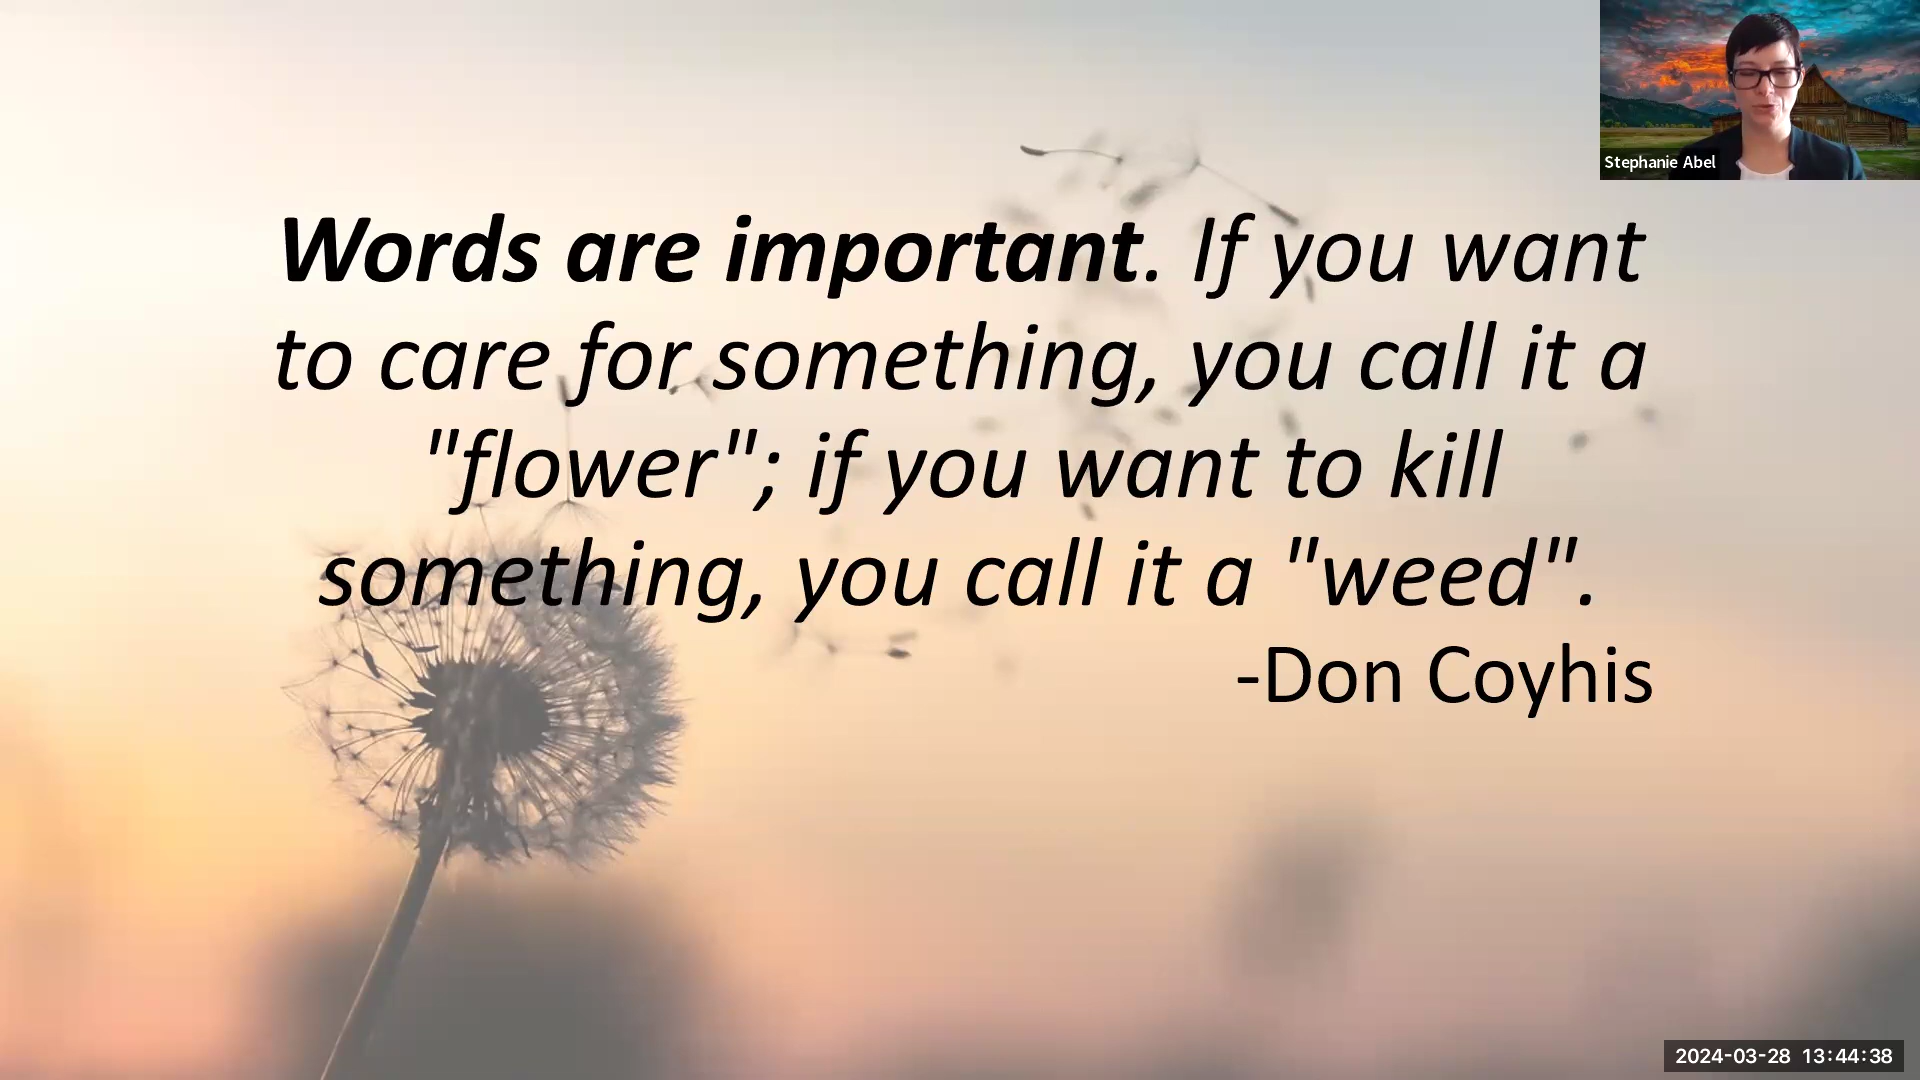 Stephanie Abel
Words are important. If you want
to care for something, you call it a
"flower"; if you want to kill
something, you call it a "weed".
-Don Coyhis
2024-03-28 13:44:38